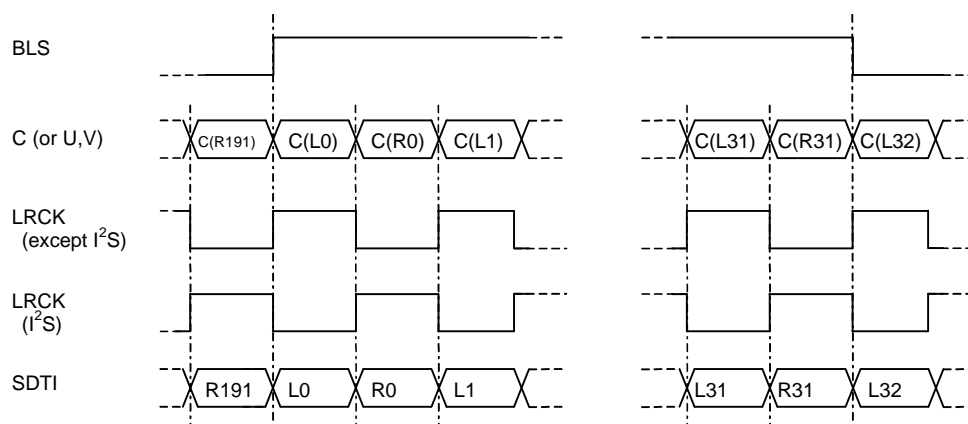 BLS
C (or U,V) C(R191) C(L0) C(R0) C(L1) C(L31) C(R31) C(L32)
LRCK
(except I²S)
LRCK
(I²S)
SDTI R191 L0 R0 L1 L31 R31 L32